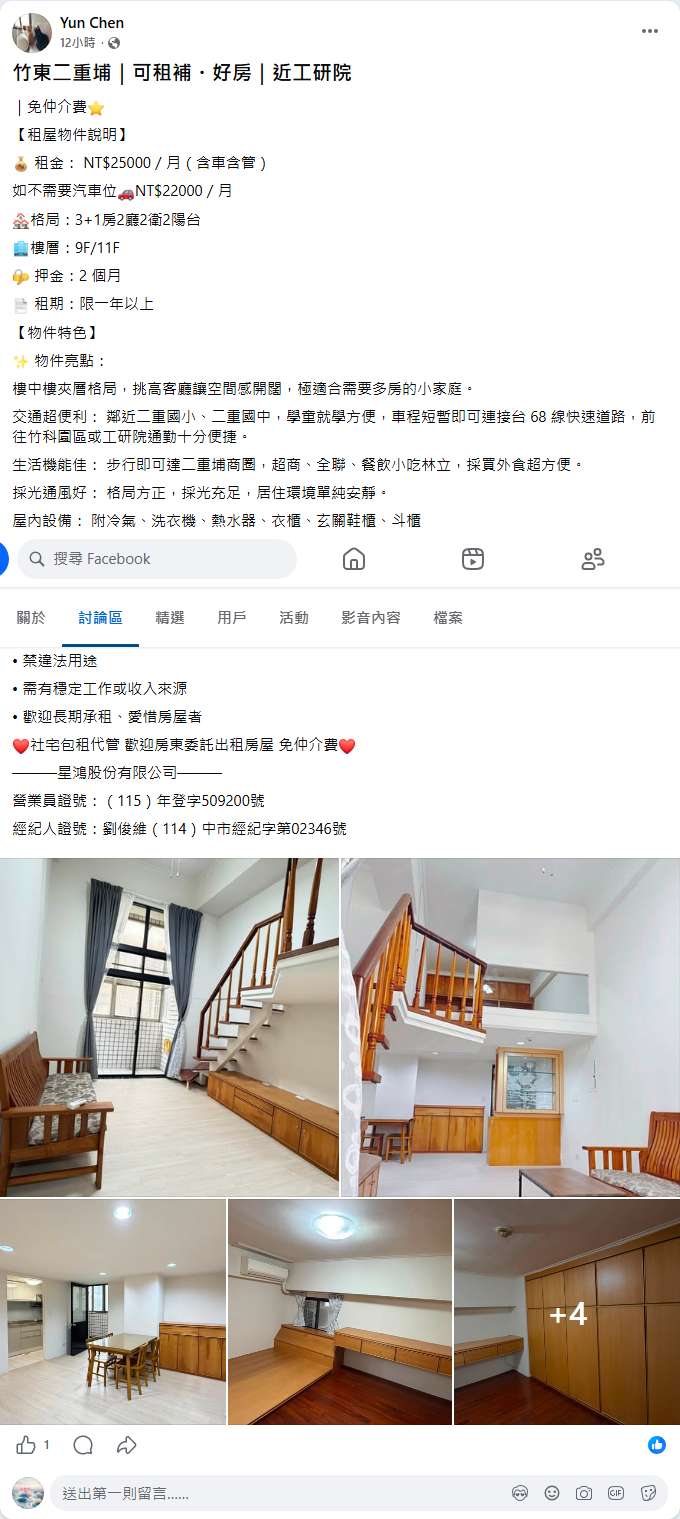 Yun Chen
12小時 ·
竹東二重埔｜可租補．好房｜近工研院
｜免仲介費⭐
【租屋物件說明】
💰 租金： NT$25000 / 月 ( 含車含管 )
如不需要汽車位🚗NT$22000 / 月
🏘️格局：3+1房2廳2衛2陽台
🏢樓層：9F/11F
🔐 押金：2 個月
📄 租期：限一年以上
【物件特色】
✨ 物件亮點：
樓中樓夾層格局，挑高客廳讓空間感開闊，極適合需要多房的小家庭。
交通超便利： 鄰近二重國小、二重國中，學童就學方便，車程短暫即可連接台 68 線快速道路，前
往竹科園區或工研院通勤十分便捷。
生活機能佳： 步行即可達二重埔商圈，超商、全聯、餐飲小吃林立，採買外食超方便。
採光通風好： 格局方正，採光充足，居住環境單純安靜。
屋內設備： 附冷氣、洗衣機、熱水器、衣櫃、玄關鞋櫃、斗櫃
搜尋 Facebook
關於 討論區 精選 用戶 活動 影音內容 檔案
• 禁違法用途
• 需有穩定工作或收入來源
• 歡迎長期承租、愛惜房屋者
❤️社宅包租代管 歡迎房東委託出租房屋 免仲介費❤️
———星鴻股份有限公司———
營業員證號：（115）年登字509200號
經紀人證號：劉俊維（114）中市經紀字第02346號
+4
1
送出第一則留言......
GIF